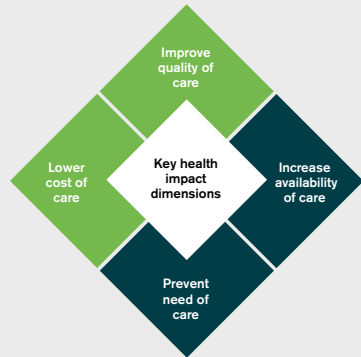 Improve
quality of
care
Lower
cost of
care
Key health
impact
dimensions
Increase
availability
of care
Prevent
need of
care